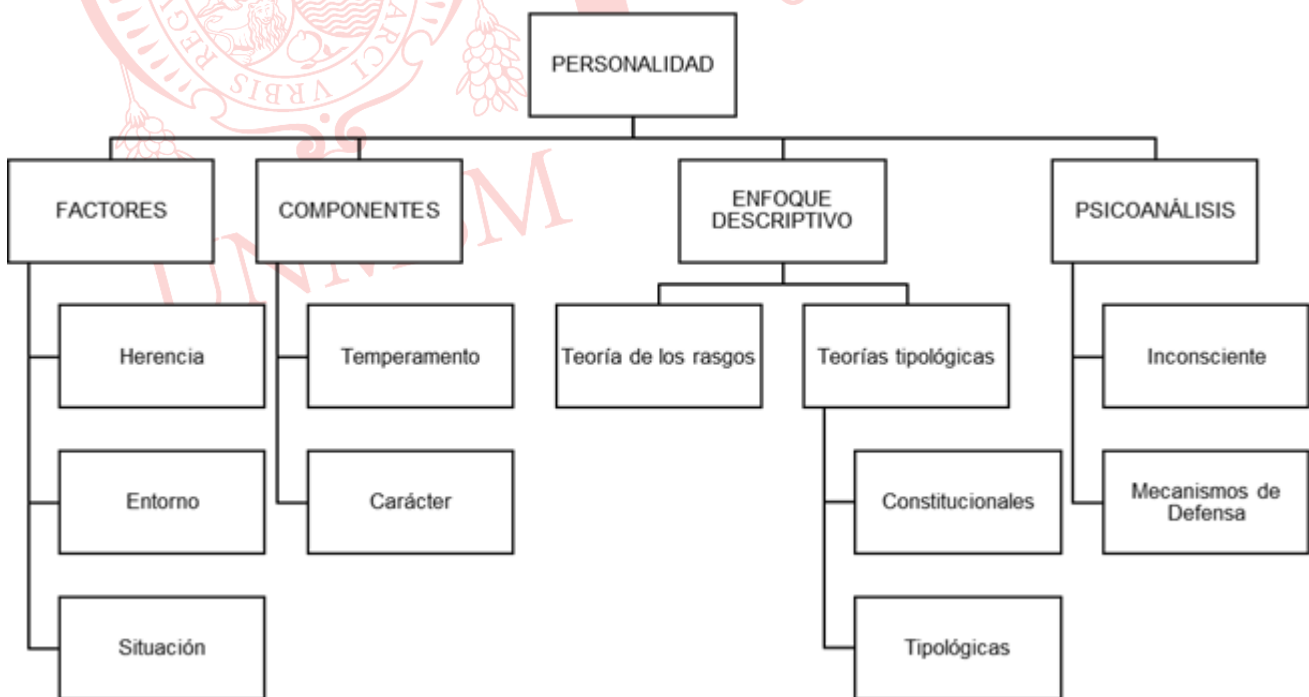 PERSONALIDAD
FACTORES
COMPONENTES
ENFOQUE
DESCRIPTIVO
PSICOANÁLISIS
Herencia
Temperamento
Teoría de los rasgos
Teorías tipológicas
Inconsciente
Entorno
Carácter
Constitucionales
Mecanismos de
Defensa
Situación
Tipológicas
VRBIS